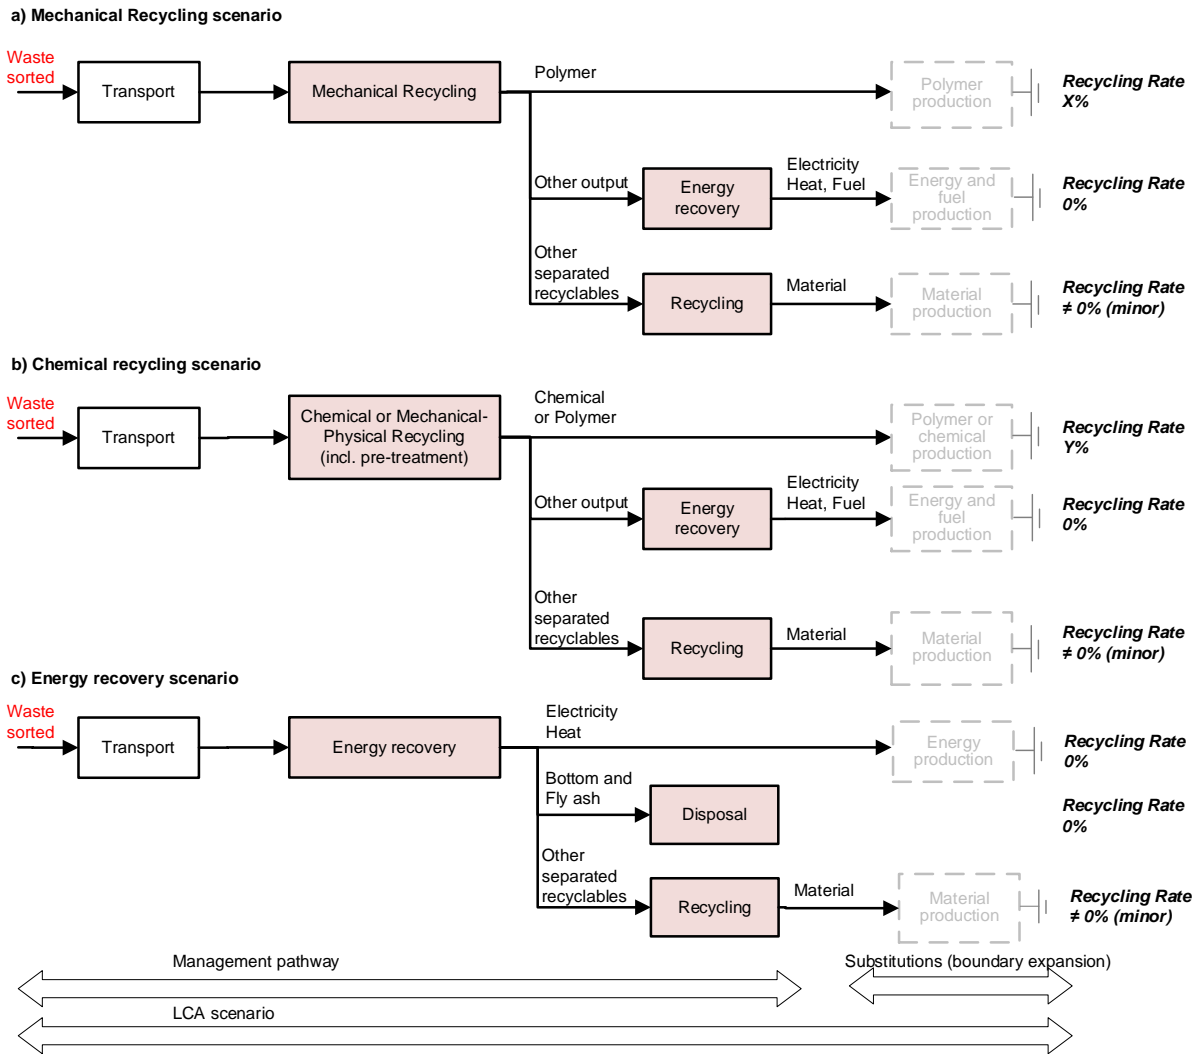 a) Mechanical Recycling scenario
Waste
sorted
Transport
Mechanical Recycling
Polymer
Polymer
production
Recycling Rate
X%
Other output
Energy
recovery
Electricity
Heat, Fuel
Energy and
fuel
production
Recycling Rate
0%
Other
separated
recyclables
Recycling
Material
Material
production
Recycling Rate
≠ 0% (minor)
b) Chemical recycling scenario
Waste
sorted
Transport
Chemical or Mechanical-
Physical Recycling
(incl. pre-treatment)
Chemical
or Polymer
Polymer or
chemical
production
Recycling Rate
Y%
Other output
Energy
recovery
Electricity
Heat, Fuel
Energy and
fuel
production
Recycling Rate
0%
Other
separated
recyclables
Recycling
Material
Material
production
Recycling Rate
≠ 0% (minor)
c) Energy recovery scenario
Waste
sorted
Transport
Energy recovery
Electricity
Heat
Energy
production
Recycling Rate
0%
Bottom and
Fly ash
Disposal
Recycling Rate
0%
Other
separated
recyclables
Recycling
Material
Material
production
Recycling Rate
≠ 0% (minor)
Management pathway
Substitutions (boundary expansion)
LCA scenario